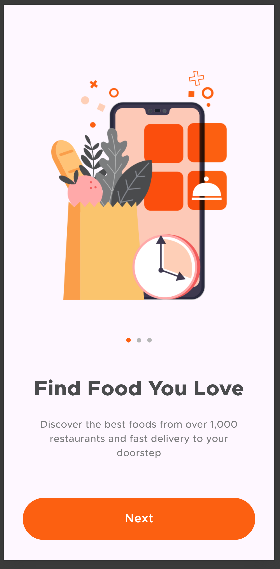 Find Food You Love
Discover the best foods from over 1,000
restaurants and fast delivery to your
doorstep
Next